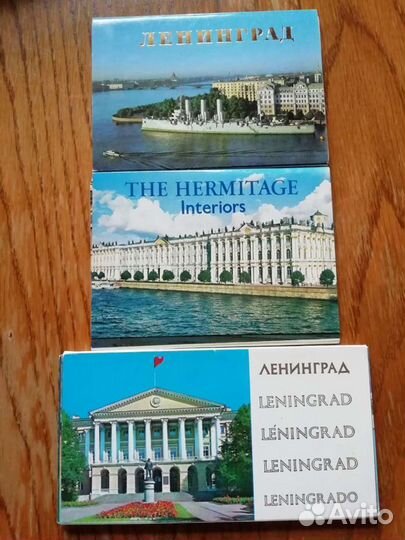 ЛЕНИНГРАД
THE HERMITAGE
Interiors
ЛЕНИНГРАД
LENINGRAD
LÉNINGRAD
LENINGRAD
LENINGRADO
Avito